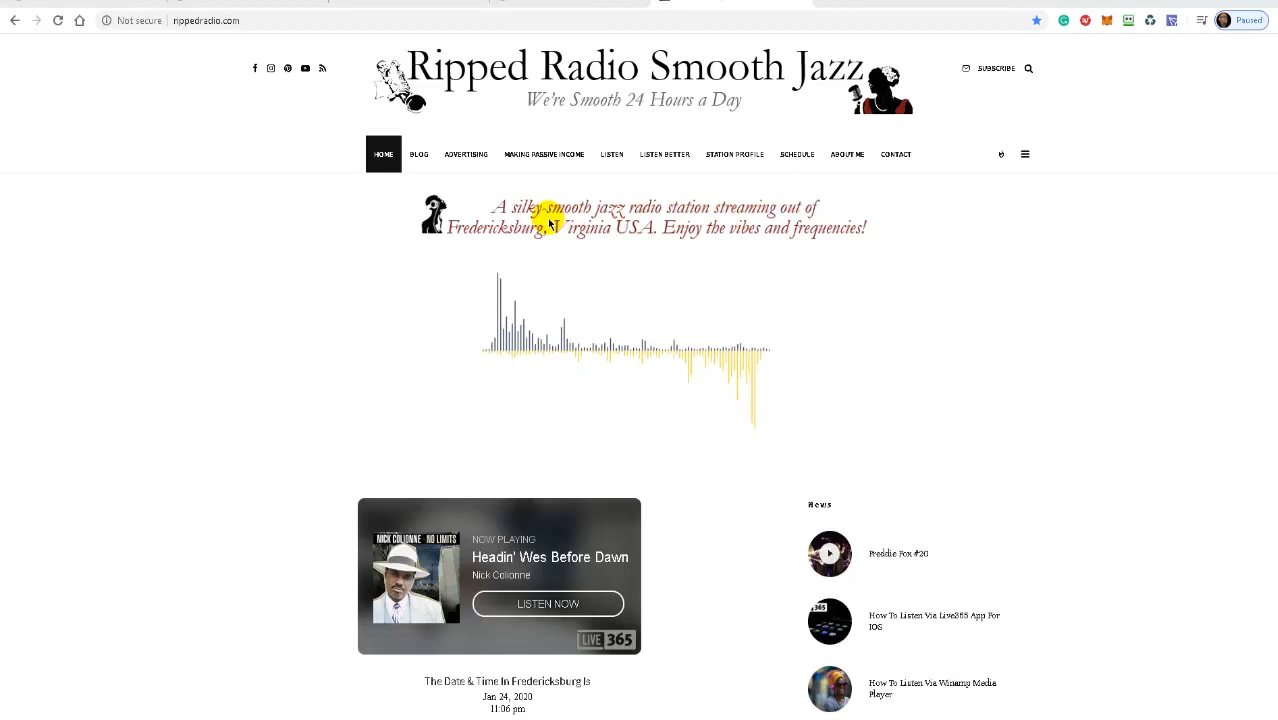 Not secure
rippedradio.com
Paused
Ripped Radio Smooth Jazz
We're Smooth 24 Hours a Day
SUBSCRIBE
HOME
BLOG
ADVERTISING
MAKING PASSIVE INCOME
LISTEN
LISTEN BETTER
STATION PROFILE
SCHEDULE
ABOUT ME
CONTACT
A silky-smooth jazz radio station streaming out of
Fredericksburg, Virginia USA. Enjoy the vibes and frequencies!
NICK COLIONNE NO LIMITS
NOW PLAYING
Headin' Wes Before Dawn
Nick Colionne
LISTEN NOW
LIVE 365
The Date & Time In Fredericksburg Is
Jan 24, 2020
11:06 pm
News
Freddie Fox #20
365
How To Listen Via Live365 App For
IOS
How To Listen Via Winamp Media
Player